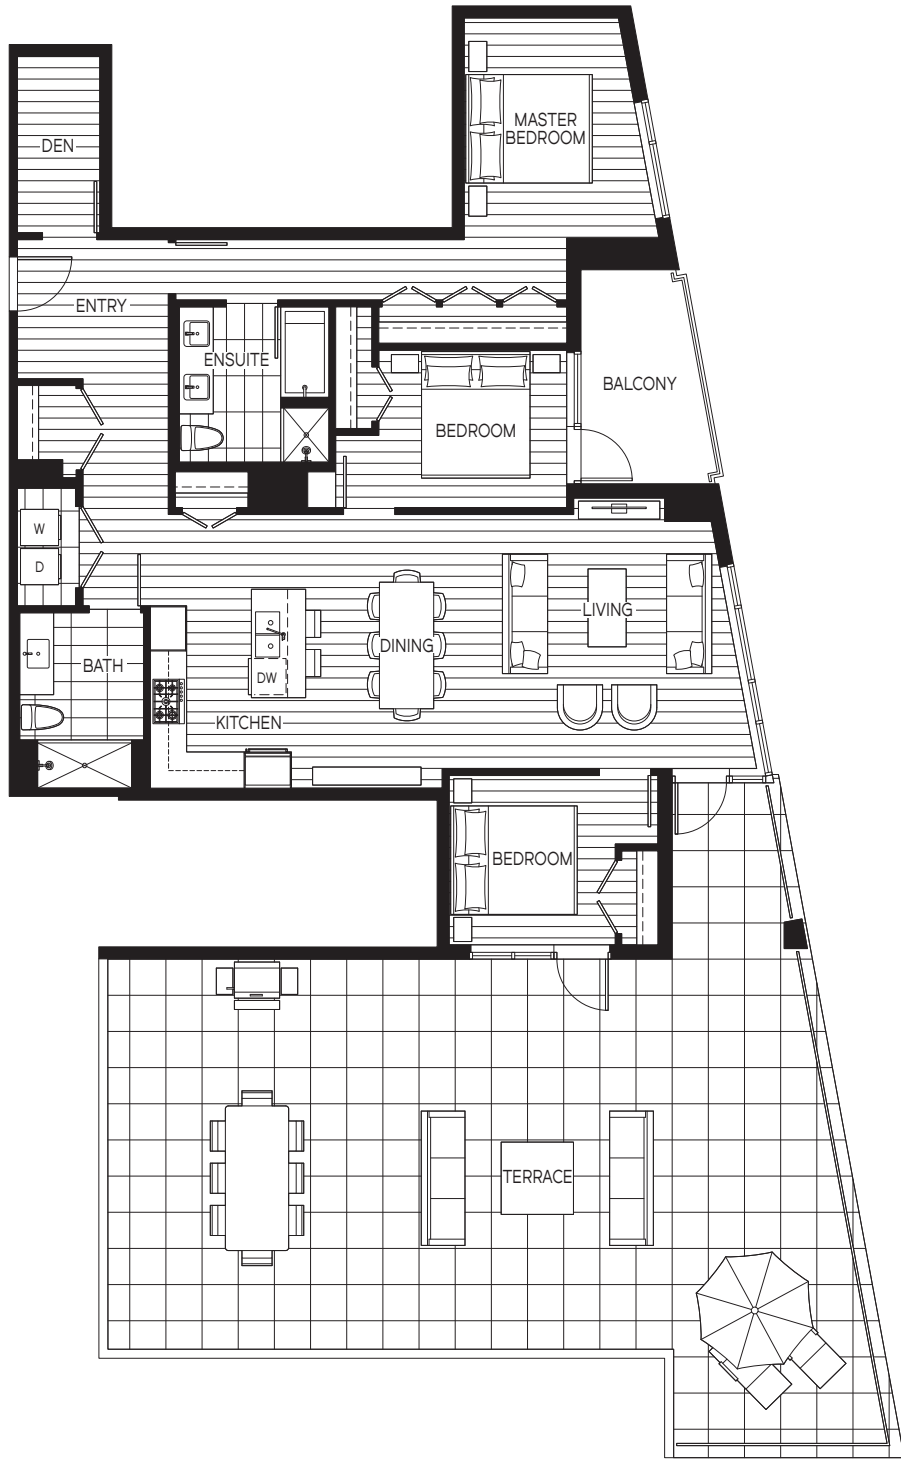 MASTER
BEDROOM
DEN
ENTRY
ENSUITE
BALCONY
BEDROOM
W
D
LIVING
DINING
BATH
DW
KITCHEN
BEDROOM
TERRACE